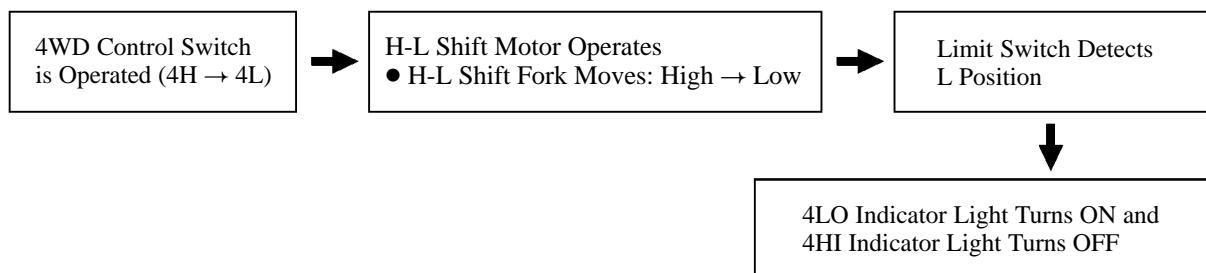 4WD Control Switch
is Operated (4H → 4L)
H-L Shift Motor Operates
● H-L Shift Fork Moves: High → Low
Limit Switch Detects
L Position
4LO Indicator Light Turns ON and
4HI Indicator Light Turns OFF